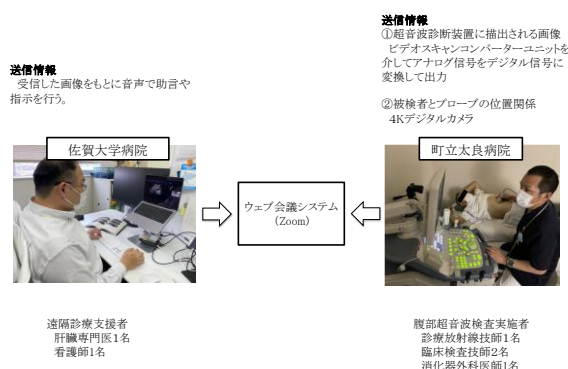 送信情報
受信した画像をもとに音声で助言や
指示を行う。
佐賀大学病院
遠隔診療支援者
肝臓専門医1名
看護師1名
ウェブ会議システム
(Zoom)
送信情報
①超音波診断装置に描出される画像
ビデオスキャンコンバーターユニットを
介してアナログ信号をデジタル信号に
変換して出力
②被検者とプローブの位置関係
4Kデジタルカメラ
町立太良病院
腹部超音波検査実施者
診療放射線技師1名
臨床検査技師2名
消化器外科医師1名